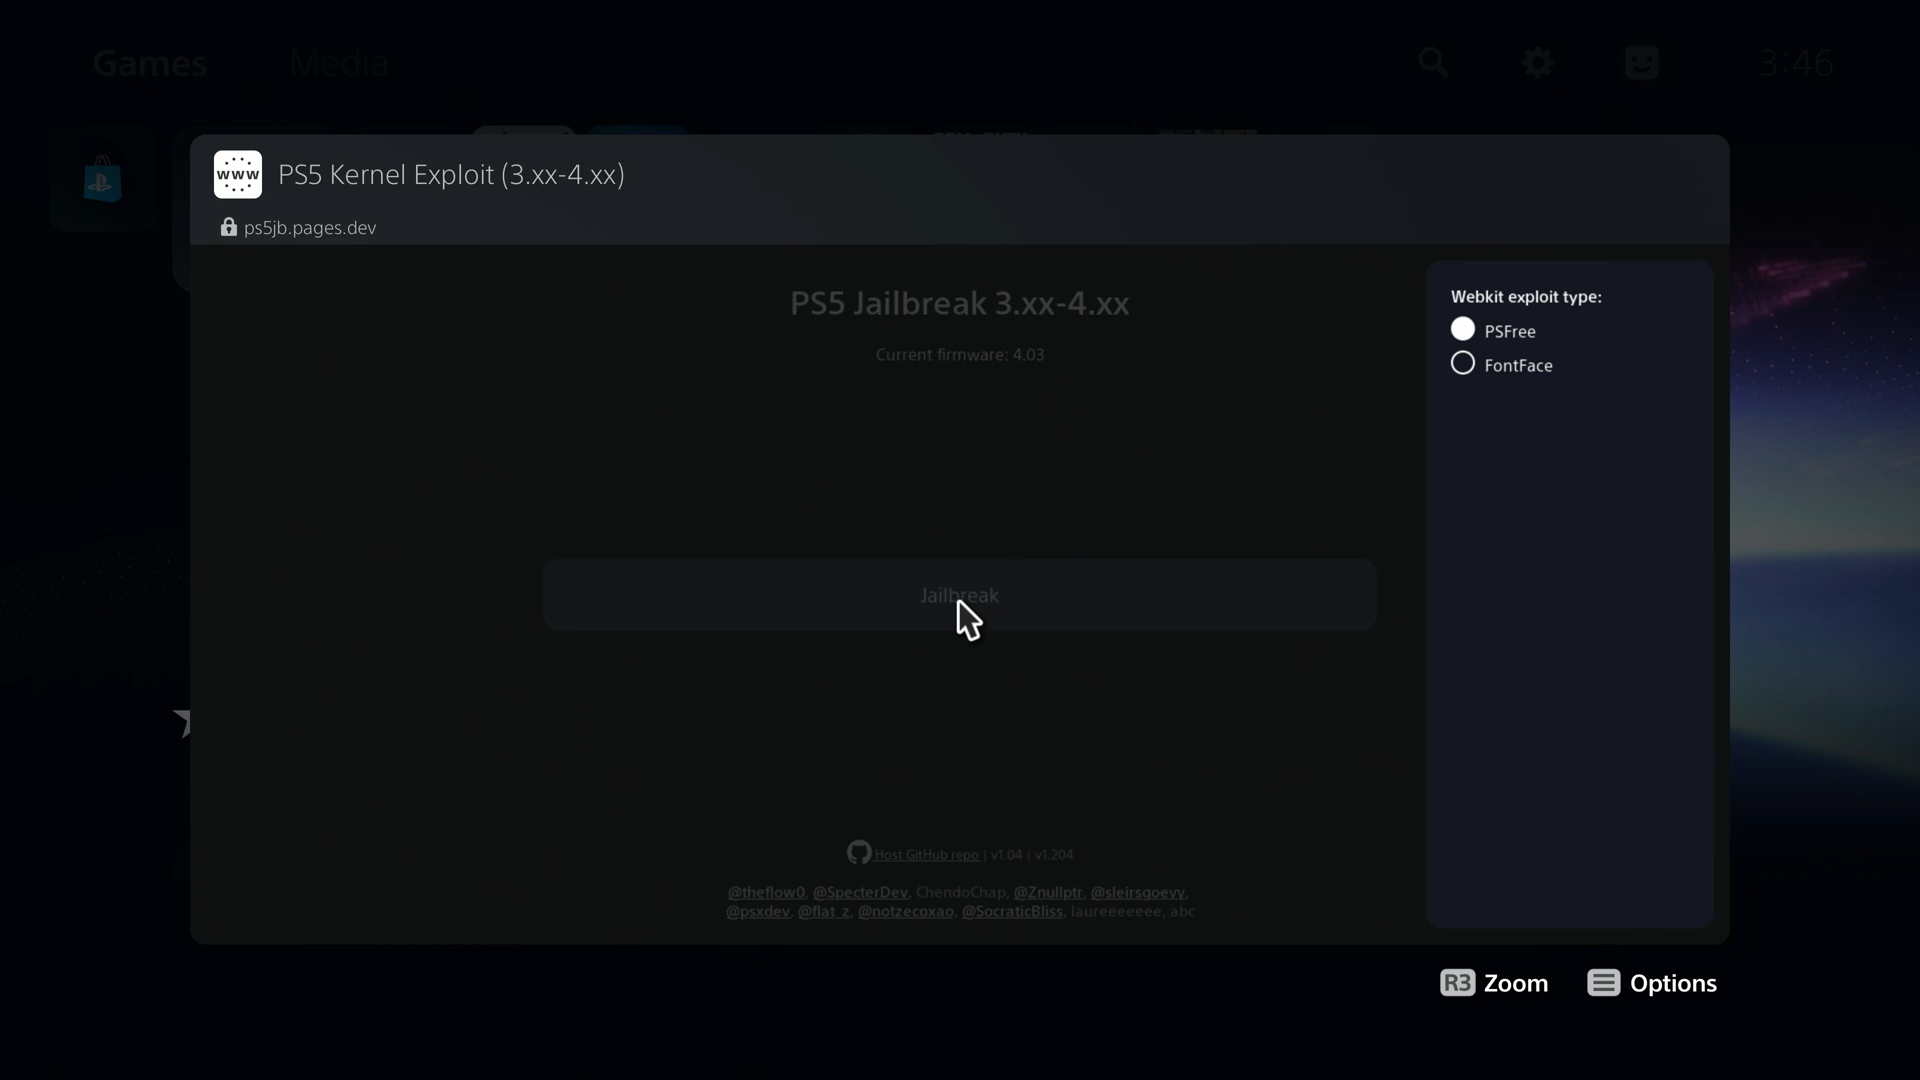 Games Media 3:46
www PS5 Kernel Exploit (3.xx-4.xx)
ps5jb.pages.dev
PS5 Jailbreak 3.xx-4.xx
Current firmware: 4.03
Webkit exploit type:
PSFree
FontFace
Jailbreak
Host GitHub repo | v1.04 | v1.204
@theflow0, @SpecterDev, ChendoChap, @Znullptr, @sleirsgoevy,
@psxdev, @flat_z, @notzecoxao, @SocraticBliss, laureeeeeee, abc
R3 Zoom Options